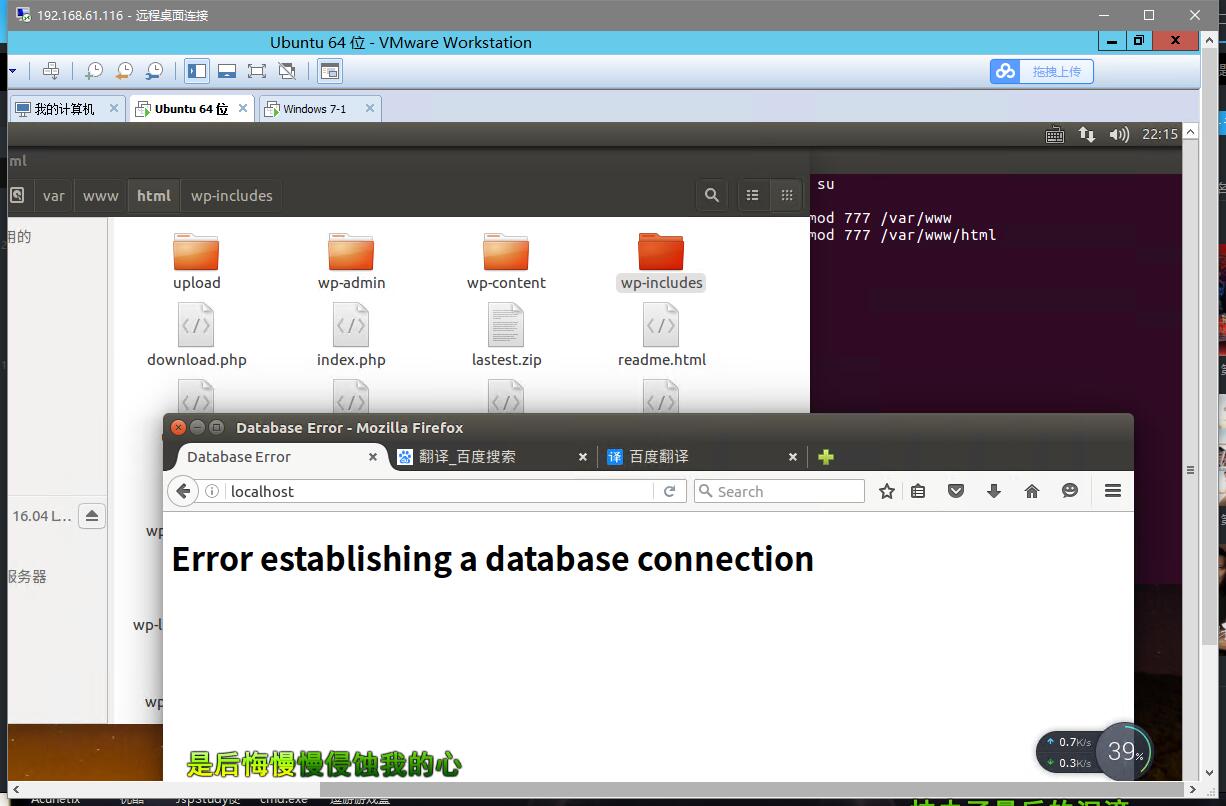 192.168.61.116 - 远程桌面连接
Ubuntu 64 位 - VMware Workstation
拖拽上传
我的计算机
Ubuntu 64 位
Windows 7-1
22:15
ml
var
www
html
wp-includes
su
mod 777 /var/www
mod 777 /var/www/html
用的
upload
wp-admin
wp-content
wp-includes
download.php
index.php
lastest.zip
readme.html
Database Error - Mozilla Firefox
Database Error
翻译_百度搜索
译
百度翻译
localhost
Search
16.04 L...
wp
Error establishing a database connection
服务器
wp-l
wp
0.7K/s
39%
0.3K/s
是后悔慢慢侵蚀我的心
Acunetix
cmd.exe